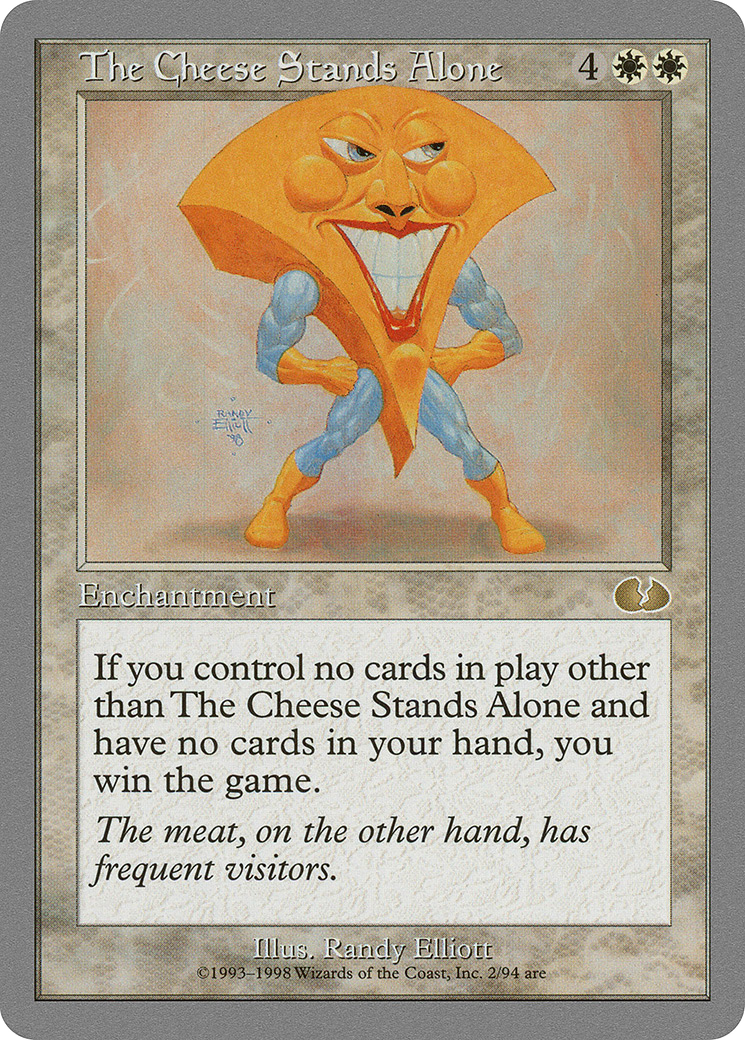 The Cheese Stands Alone 4
RANDY
Elliott
'98
Enchantment
If you control no cards in play other
than The Cheese Stands Alone and
have no cards in your hand, you
win the game.
The meat, on the other hand, has
frequent visitors.
Illus. Randy Elliott
©1993–1998 Wizards of the Coast, Inc. 2/94 are